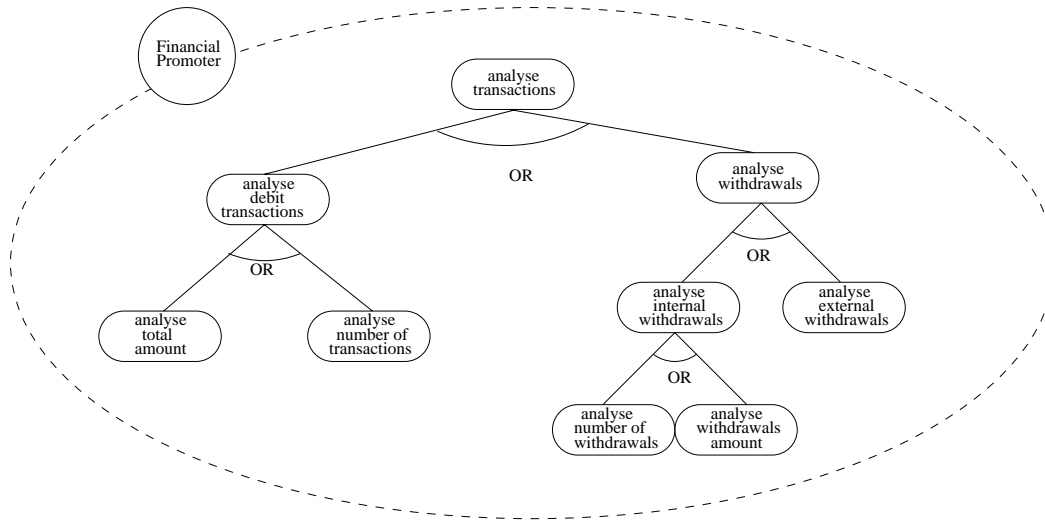 Financial
Promoter
analyse
transactions
OR
analyse
debit
transactions
analyse
withdrawals
OR
OR
analyse
total
amount
analyse
number of
transactions
analyse
internal
withdrawals
analyse
external
withdrawals
OR
analyse
number of
withdrawals
analyse
withdrawals
amount